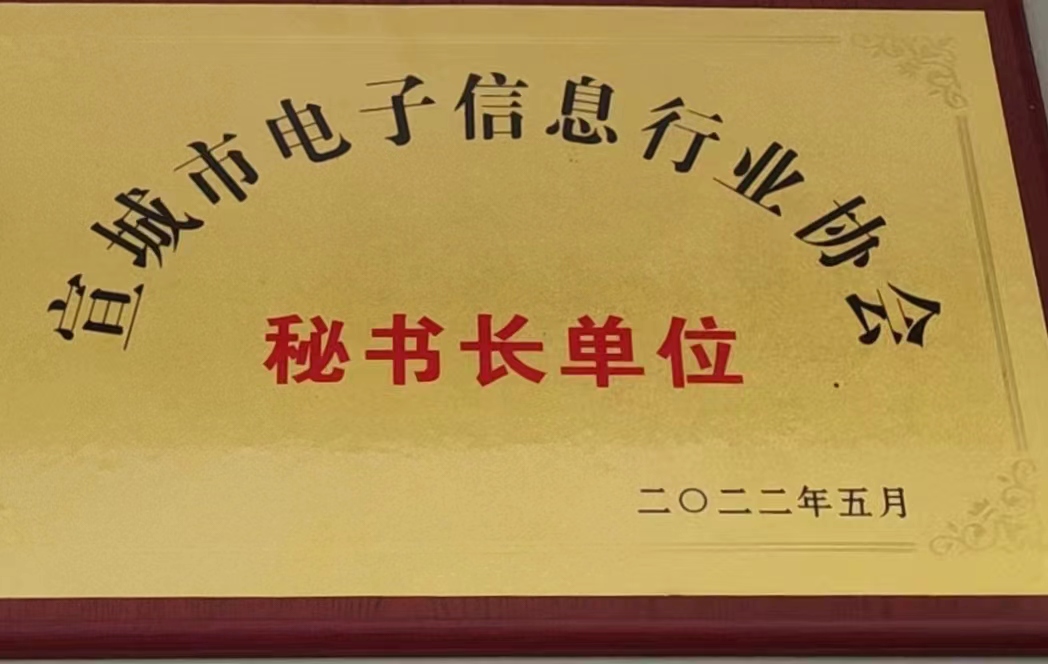 宣城市电子信息行业协会
秘书长单位
二〇二二年五月